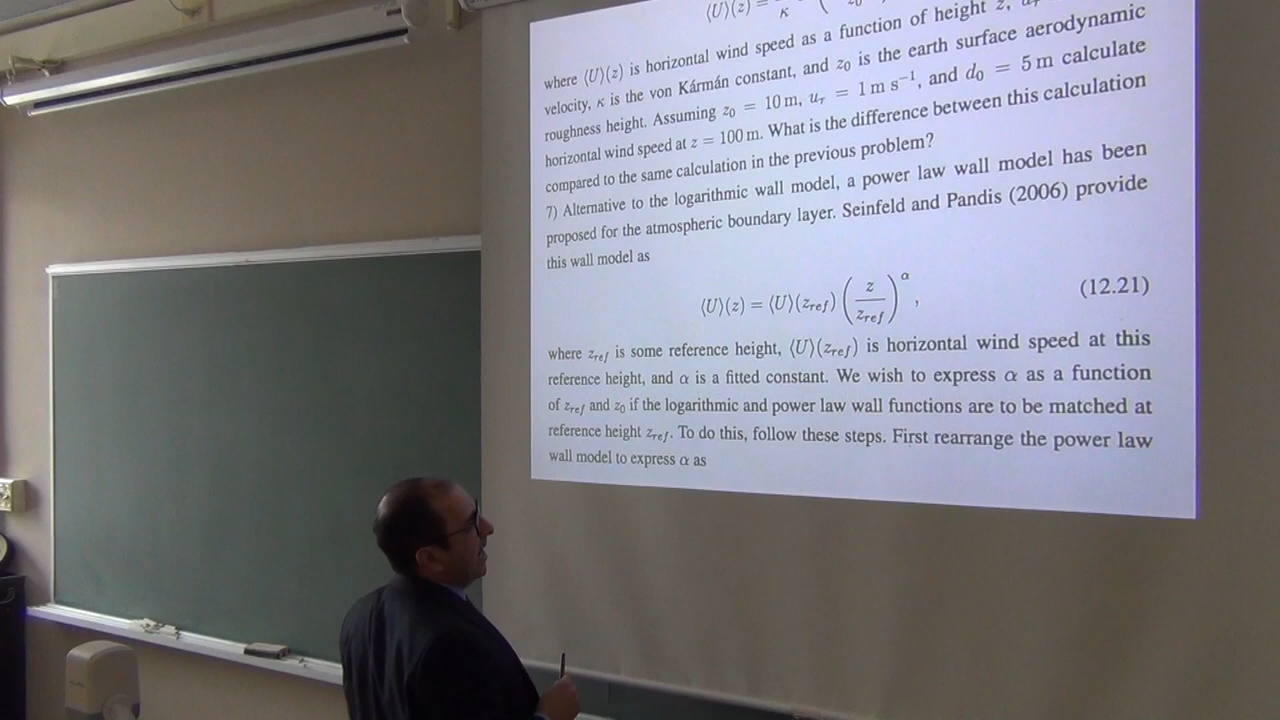 ⟨U⟩(z) = κ z₀
where ⟨U⟩(z) is horizontal wind speed as a function of height z,
velocity, κ is the von Kármán constant, and z₀ is the earth surface aerodynamic
roughness height. Assuming z₀ = 10 m, uτ = 1 m s⁻¹, and d₀ = 5 m calculate
horizontal wind speed at z = 100 m. What is the difference between this calculation
compared to the same calculation in the previous problem?
7) Alternative to the logarithmic wall model, a power law wall model has been
proposed for the atmospheric boundary layer. Seinfeld and Pandis (2006) provide
this wall model as
⟨U⟩(z) = ⟨U⟩(z_ref) (z/z_ref)^α, (12.21)
where z_ref is some reference height, ⟨U⟩(z_ref) is horizontal wind speed at this
reference height, and α is a fitted constant. We wish to express α as a function
of z_ref and z₀ if the logarithmic and power law wall functions are to be matched at
reference height z_ref. To do this, follow these steps. First rearrange the power law
wall model to express α as